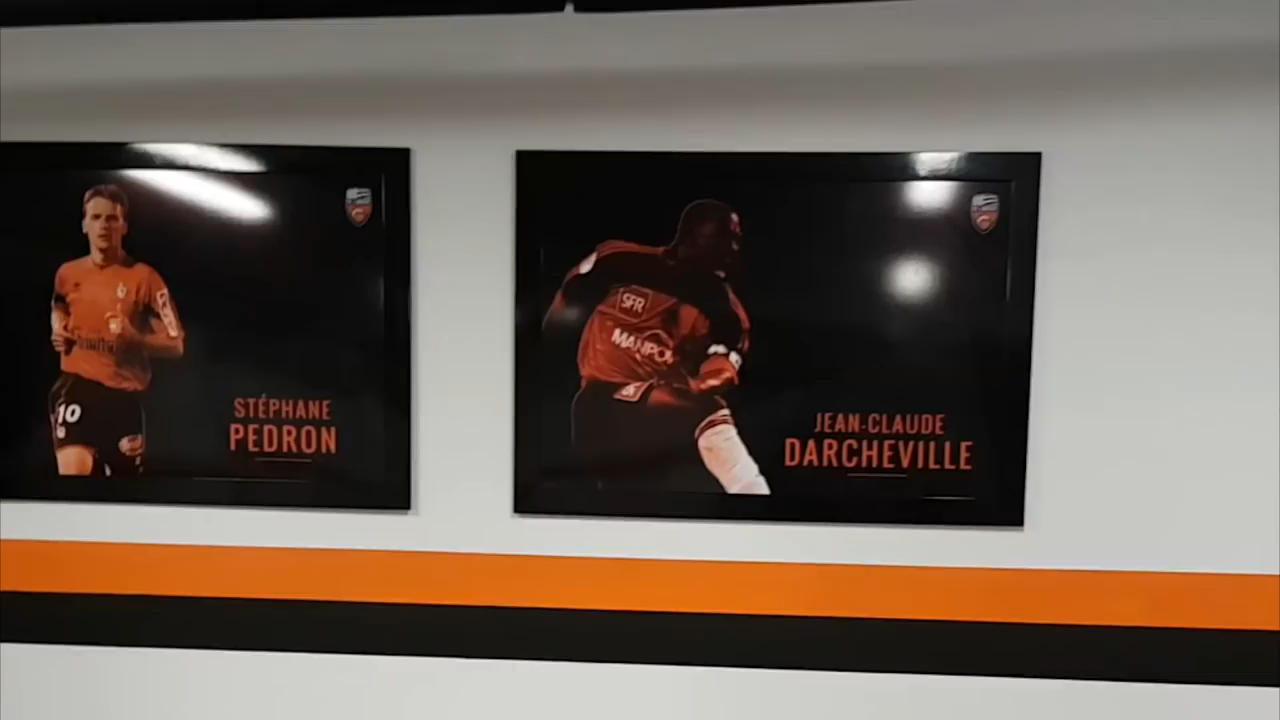 10
STÉPHANE
PEDRON
SFR
MANPOW
JEAN-CLAUDE
DARCHEVILLE